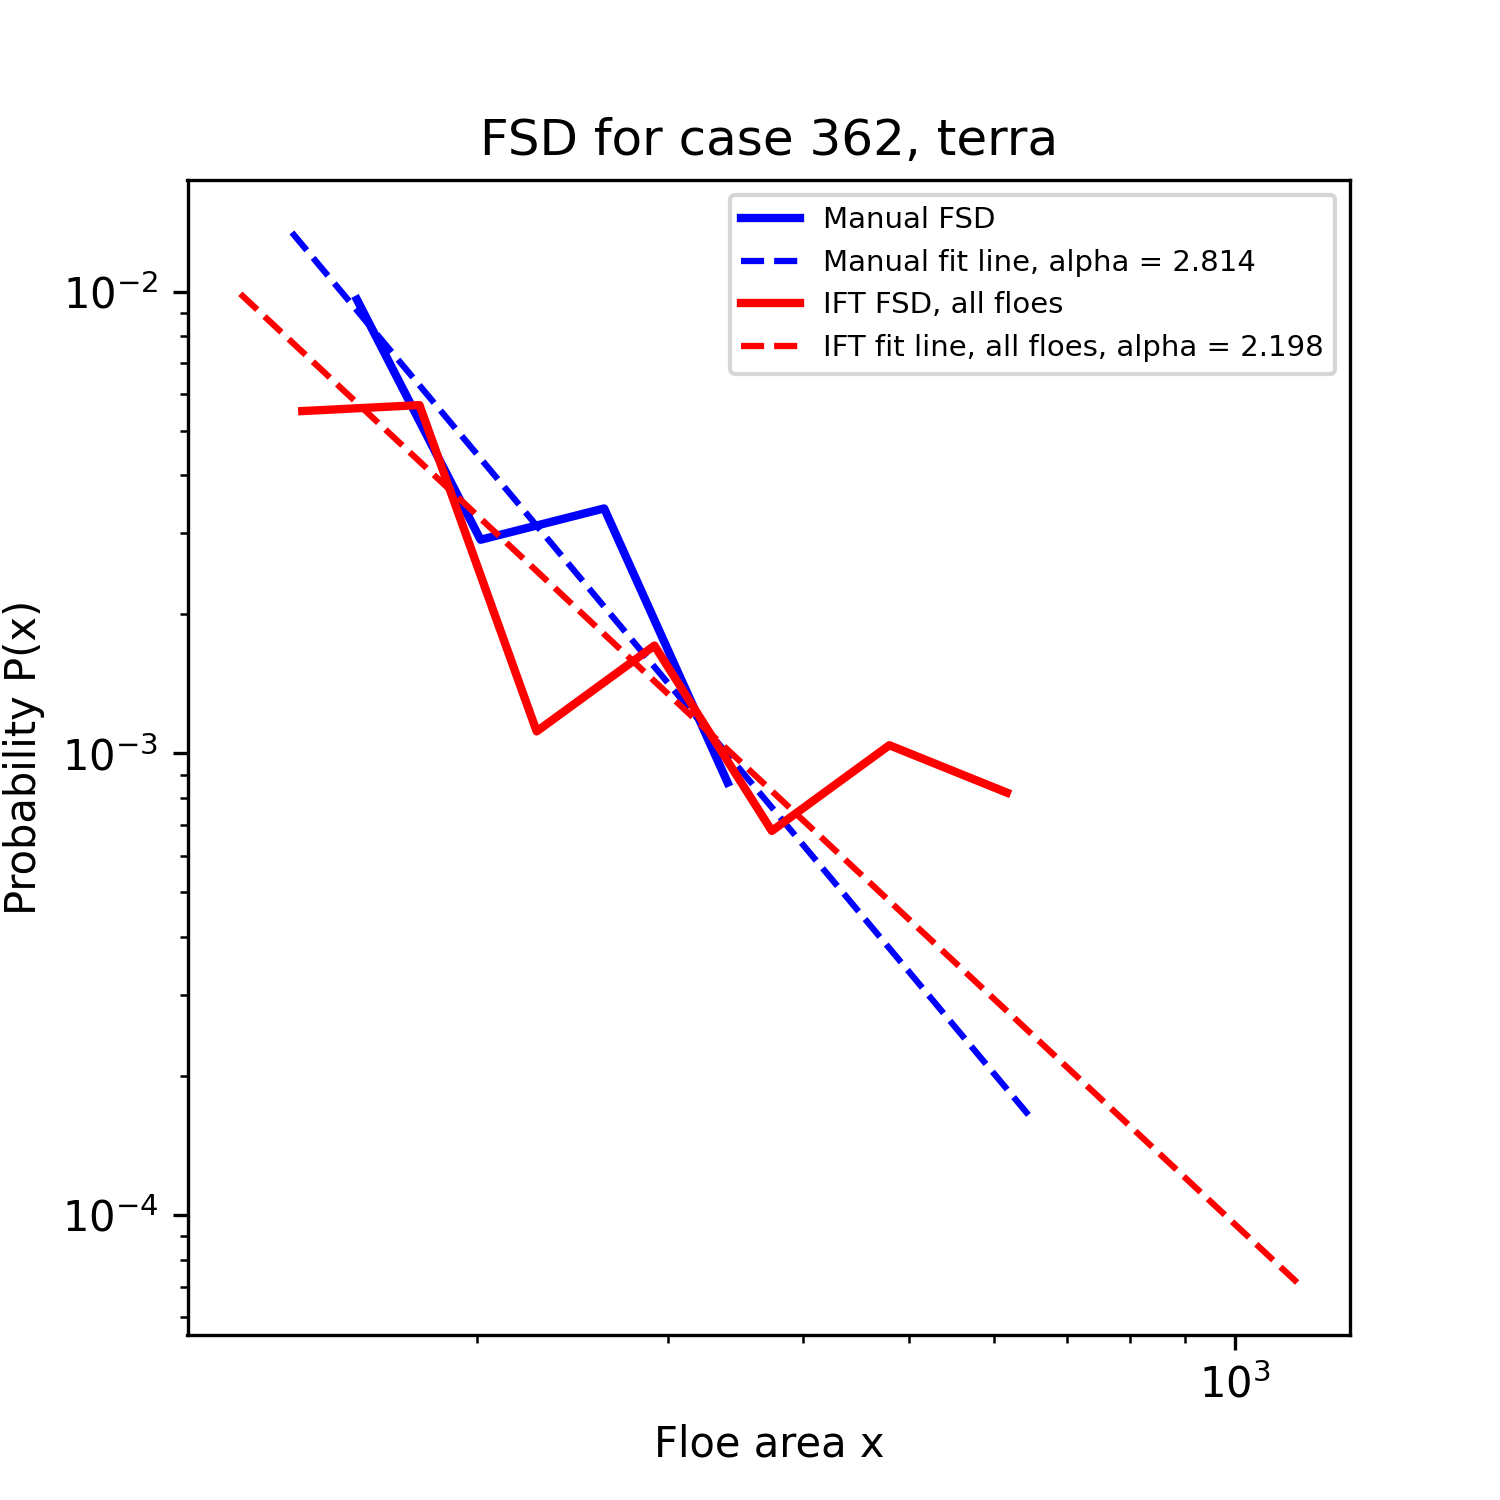 FSD for case 362, terra
Manual FSD
Manual fit line, alpha = 2.814
IFT FSD, all floes
IFT fit line, all floes, alpha = 2.198
10⁻²
10⁻³
10⁻⁴
Probability P(x)
10³
Floe area x